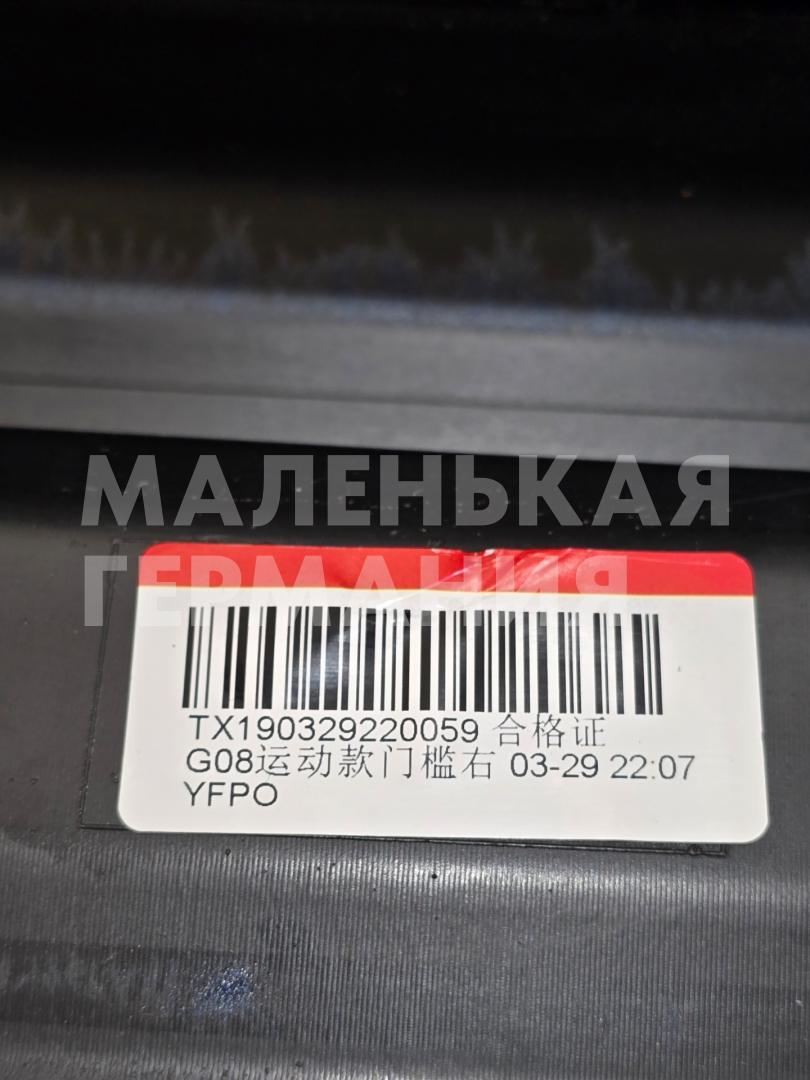 МАЛЕНЬКАЯ
ГЕРМАНИЯ
TX190329220059 合格证
G08运动款门槛右 03-29 22:07
YFPO